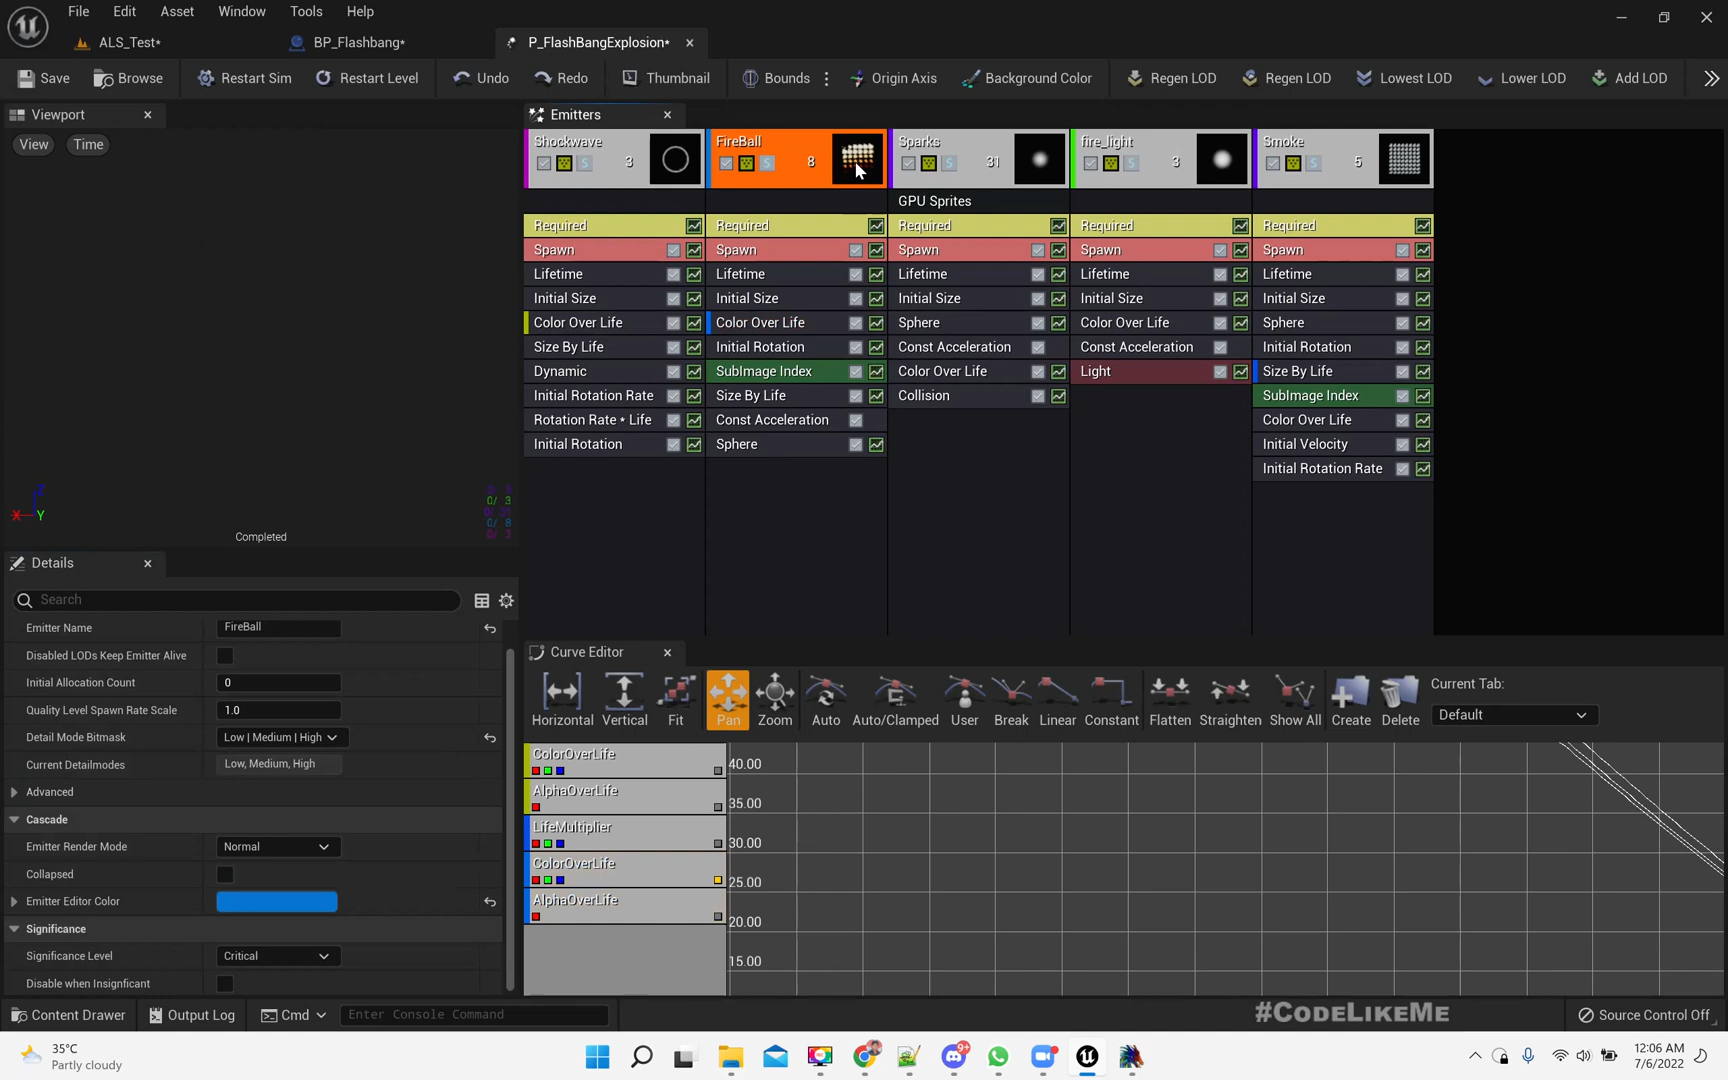 File Edit Asset Window Tools Help
ALS_Test* BP_Flashbang* P_FlashBangExplosion*
Save Browse Restart Sim Restart Level Undo Redo Thumbnail Bounds Origin Axis Background Color Regen LOD Regen LOD Lowest LOD Lower LOD Add LOD
Viewport
View Time
X Y
0/ 3
0/ 8
Completed
Emitters
Shockwave 3 FireBall 8 Sparks 31 fire_light 3 Smoke 5
GPU Sprites
Required Required Required Required Required
Spawn Spawn Spawn Spawn Spawn
Lifetime Lifetime Lifetime Lifetime Lifetime
Initial Size Initial Size Initial Size Initial Size Initial Size
Color Over Life Color Over Life Sphere Color Over Life Sphere
Size By Life Initial Rotation Const Acceleration Const Acceleration Initial Rotation
Dynamic SubImage Index Color Over Life Light Size By Life
Initial Rotation Rate Size By Life Collision SubImage Index
Rotation Rate * Life Const Acceleration Color Over Life
Initial Rotation Sphere Initial Velocity
Initial Rotation Rate
Details
Search
Emitter Name FireBall
Disabled LODs Keep Emitter Alive
Initial Allocation Count 0
Quality Level Spawn Rate Scale 1.0
Detail Mode Bitmask Low | Medium | High
Current Detailmodes Low, Medium, High
Advanced
Cascade
Emitter Render Mode Normal
Collapsed
Emitter Editor Color
Significance
Significance Level Critical
Disable when Insignficant
Curve Editor
Horizontal Vertical Fit Pan Zoom Auto Auto/Clamped User Break Linear Constant Flatten Straighten Show All Create Delete
Current Tab:
Default
ColorOverLife
AlphaOverLife
LifeMultiplier
ColorOverLife
AlphaOverLife
40.00
35.00
30.00
25.00
20.00
15.00
Content Drawer Output Log Cmd Enter Console Command
#CODELIKEME
Source Control Off
35°C
Partly cloudy
9+
12:06 AM
7/6/2022